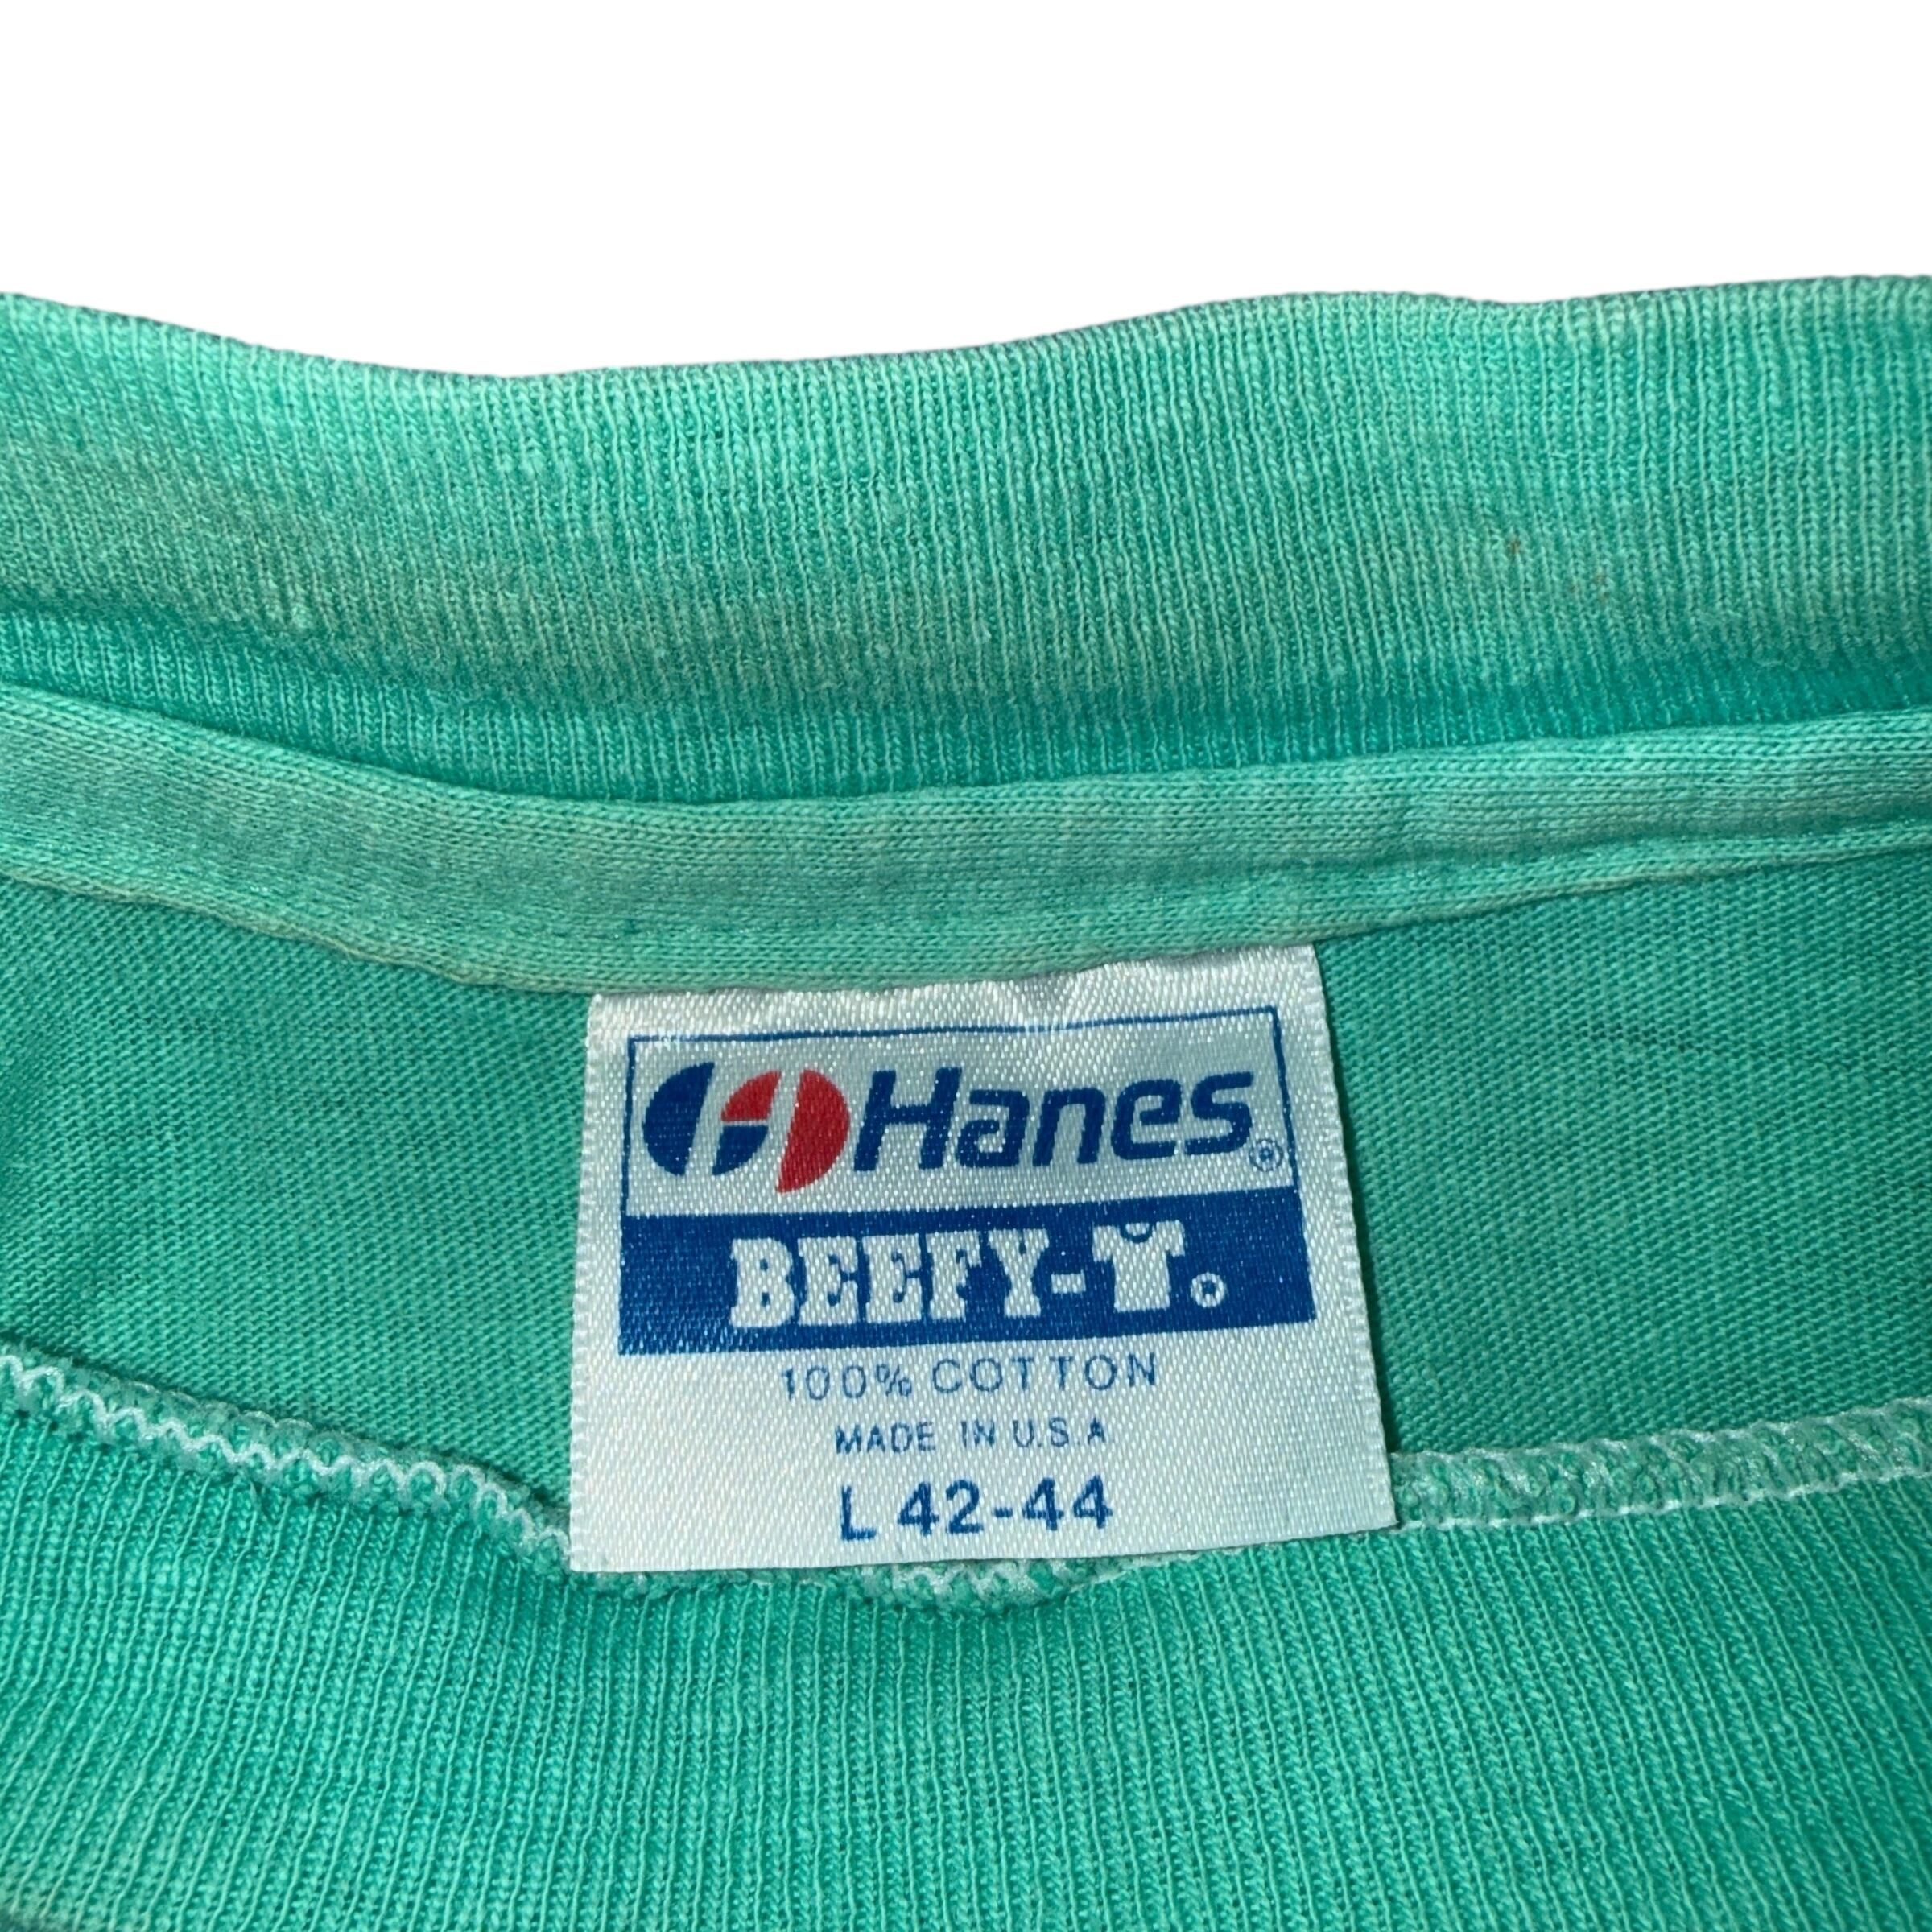 Hanes®
BEEFY-T®
100% COTTON
MADE IN U.S.A
L 42-44